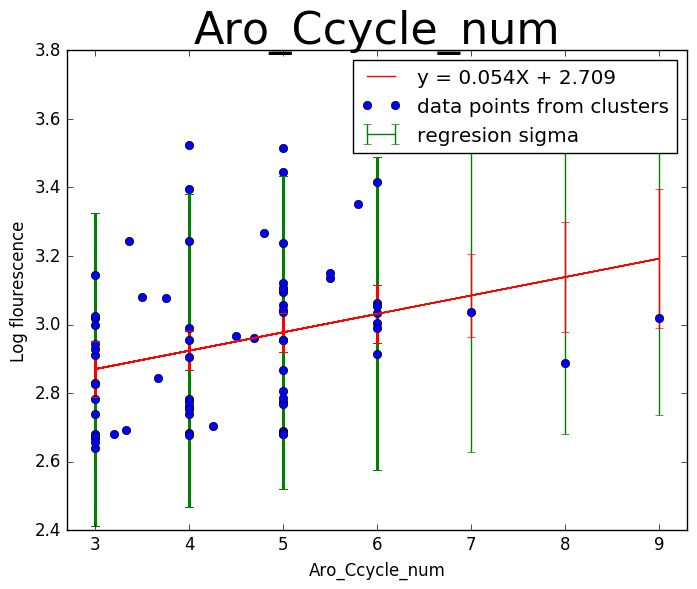 Aro_Ccycle_num
y = 0.054X + 2.709
data points from clusters
regresion sigma
Log flourescence
3.8
3.6
3.4
3.2
3.0
2.8
2.6
2.4
3 4 5 6 7 8 9
Aro_Ccycle_num